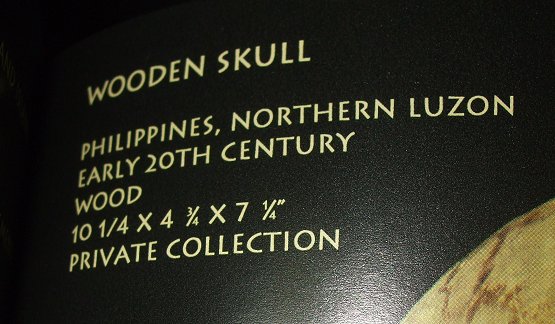 WOODEN SKULL
PHILIPPINES, NORTHERN LUZON
EARLY 20TH CENTURY
WOOD
10 1/4 X 4 ¾ X 7 ¼"
PRIVATE COLLECTION